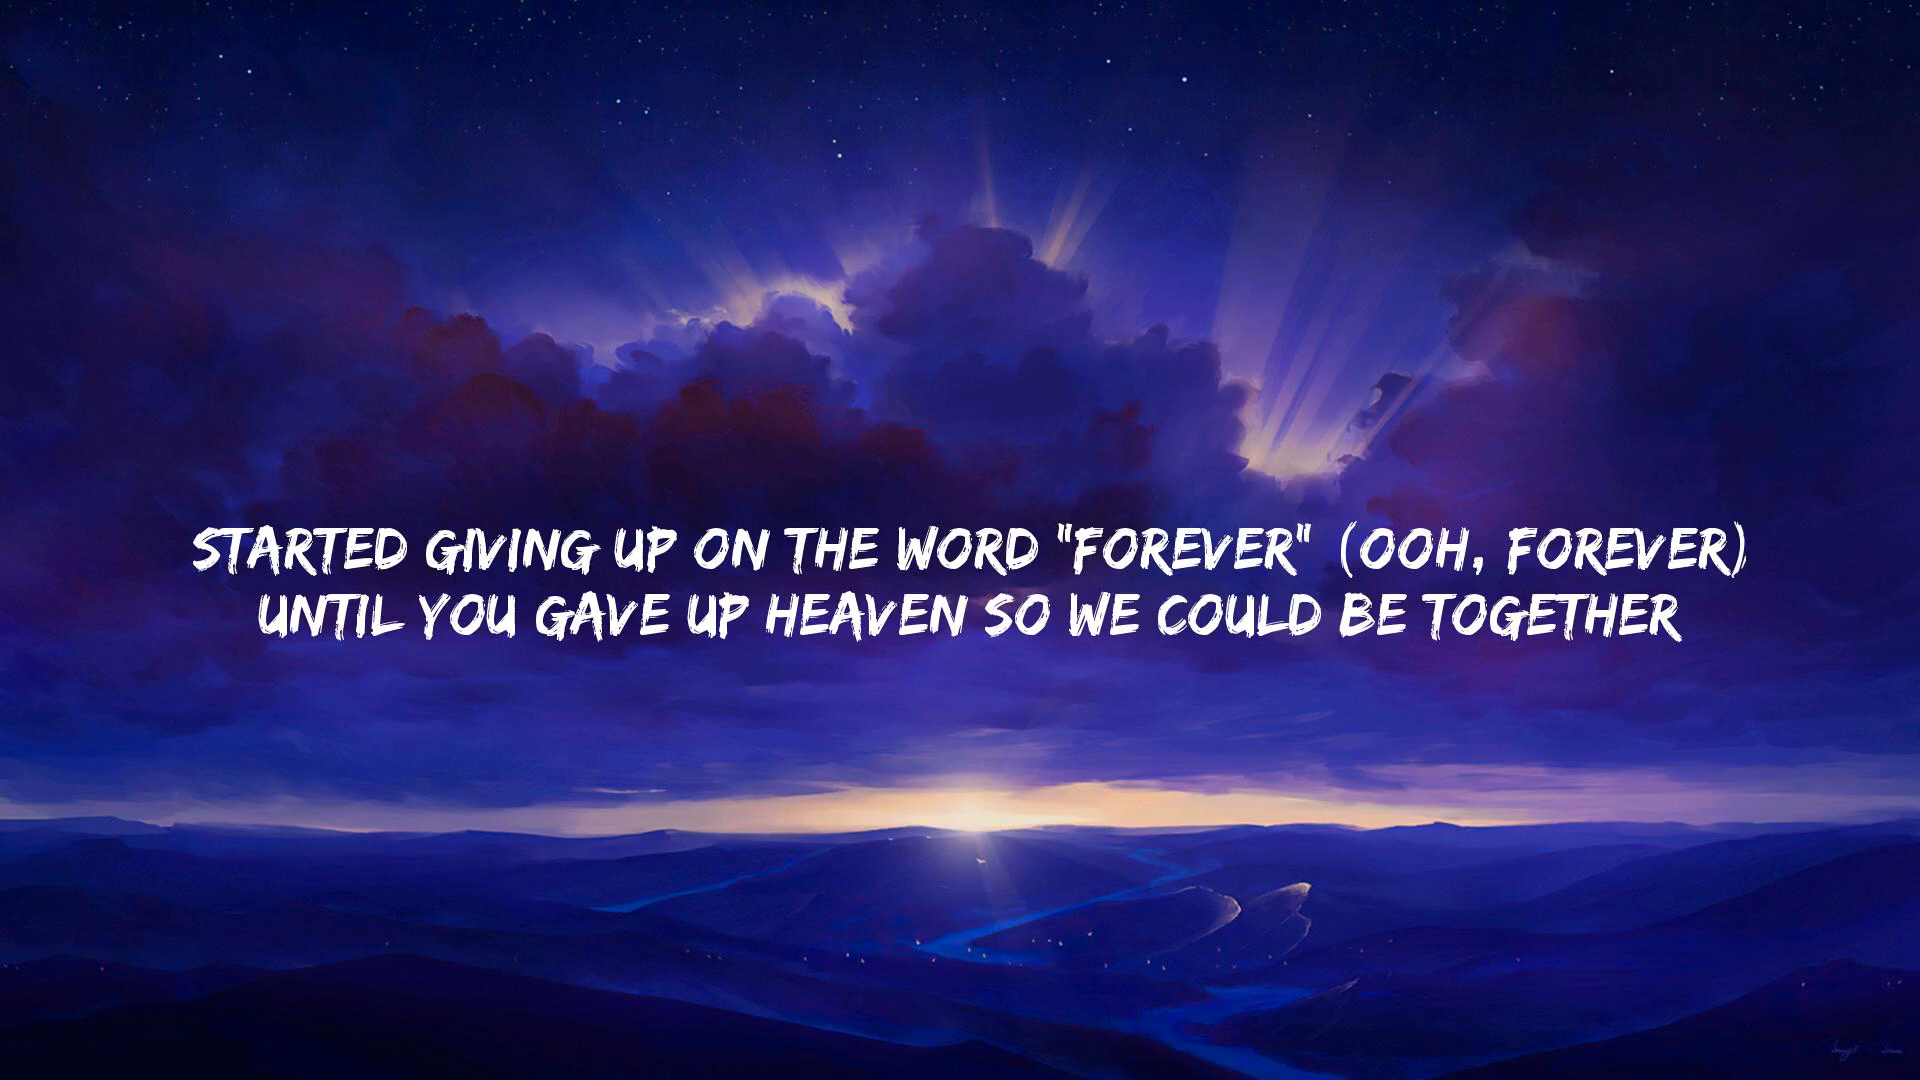 STARTED GIVING UP ON THE WORD "FOREVER" (OOH, FOREVER)
UNTIL YOU GAVE UP HEAVEN SO WE COULD BE TOGETHER